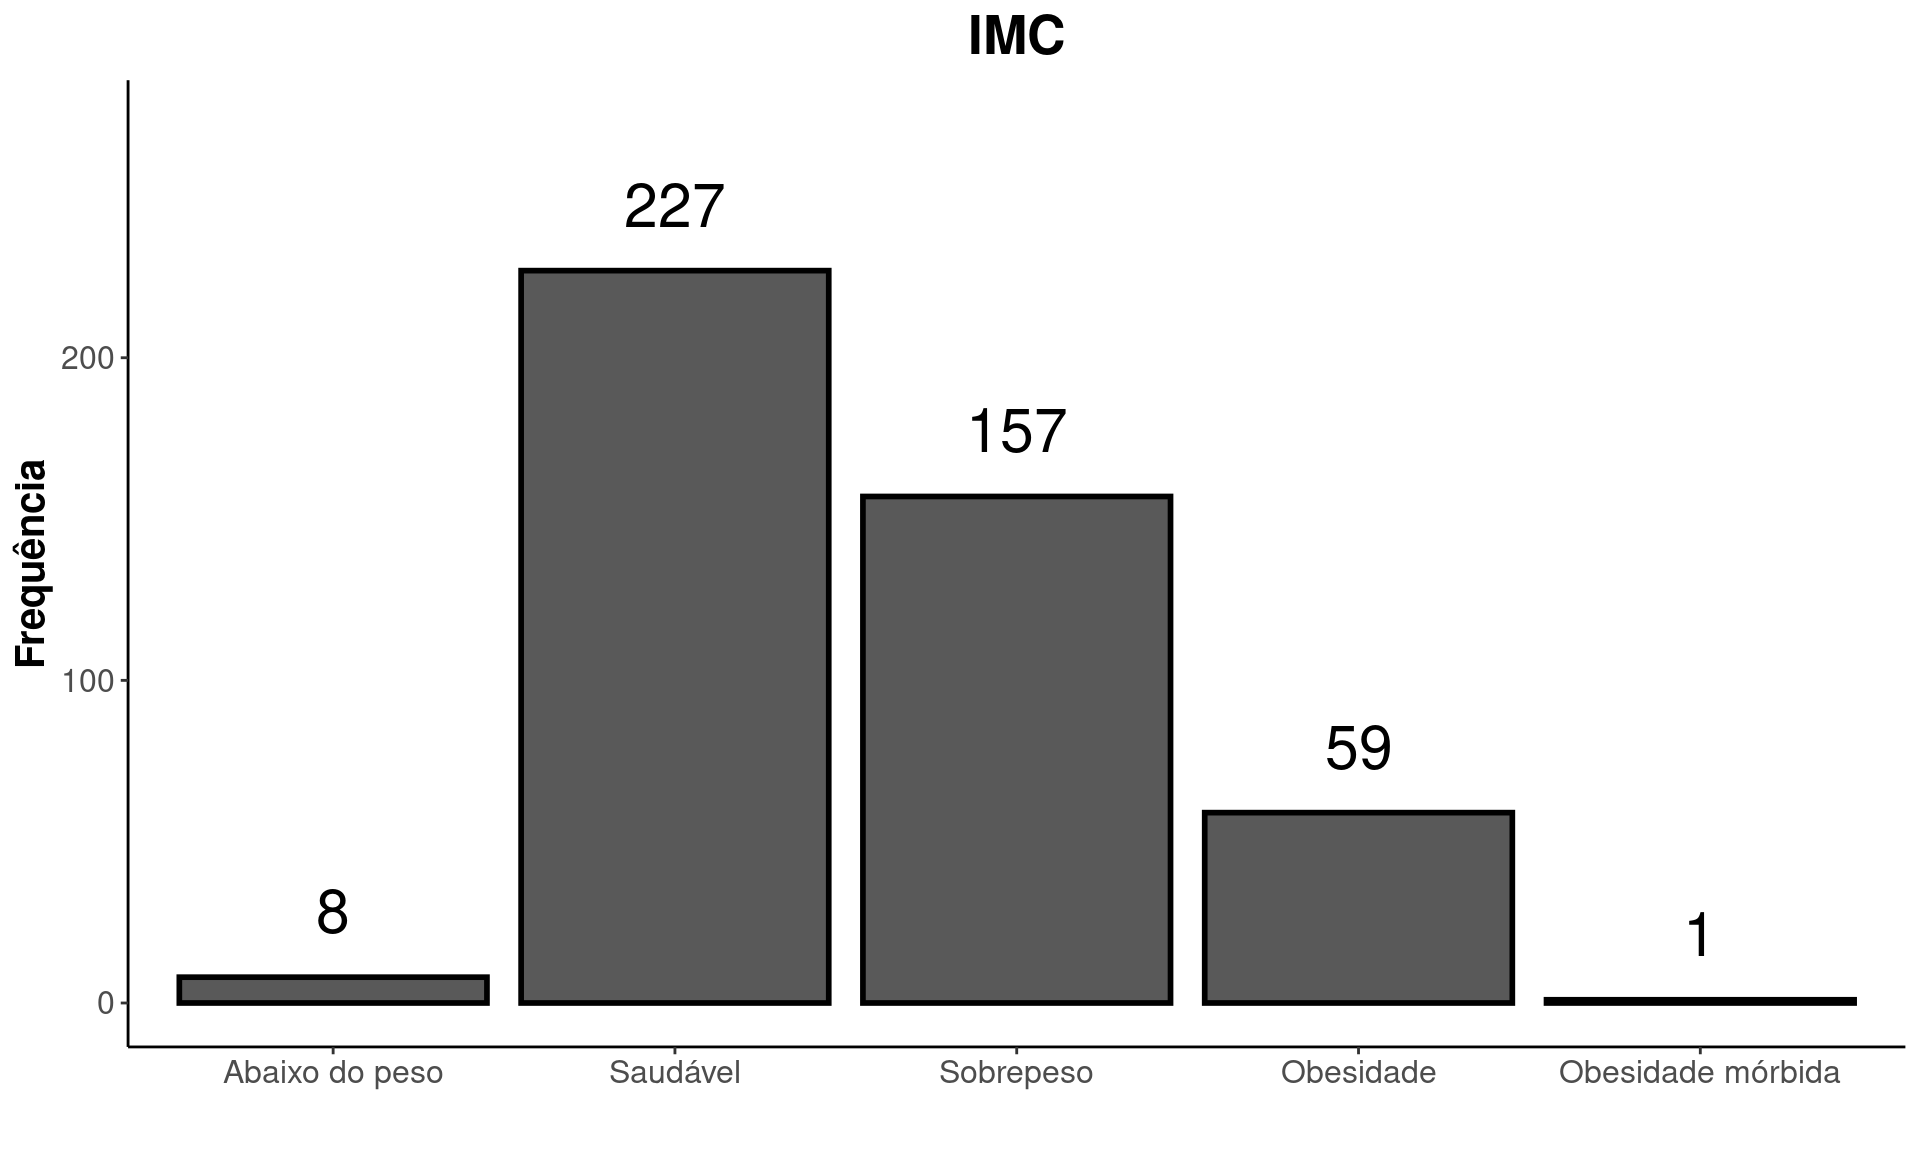 IMC
227
157
59
8
1
200
100
0
Frequência
Abaixo do peso
Saudável
Sobrepeso
Obesidade
Obesidade mórbida